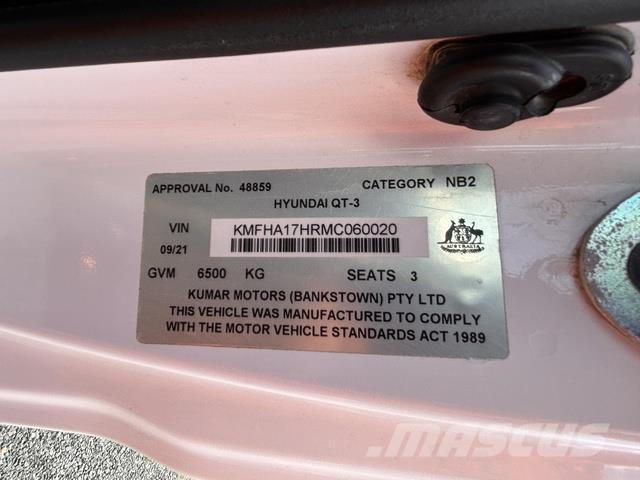 APPROVAL No. 48859 CATEGORY NB2
HYUNDAI QT-3
VIN KMFHA17HRMC060020
09/21
AUSTRALIA
GVM 6500 KG SEATS 3
KUMAR MOTORS (BANKSTOWN) PTY LTD
THIS VEHICLE WAS MANUFACTURED TO COMPLY
WITH THE MOTOR VEHICLE STANDARDS ACT 1989
MASCUS